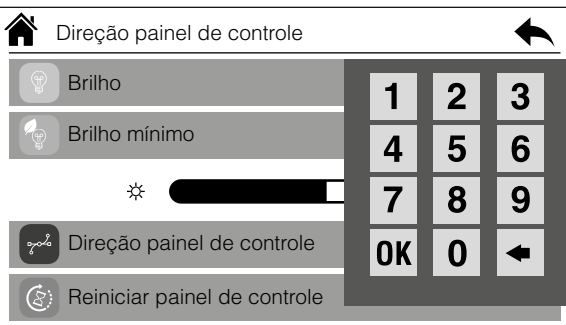 Direção painel de controle
Brilho
Brilho mínimo
Direção painel de controle
Reiniciar painel de controle
1 2 3
4 5 6
7 8 9
OK 0